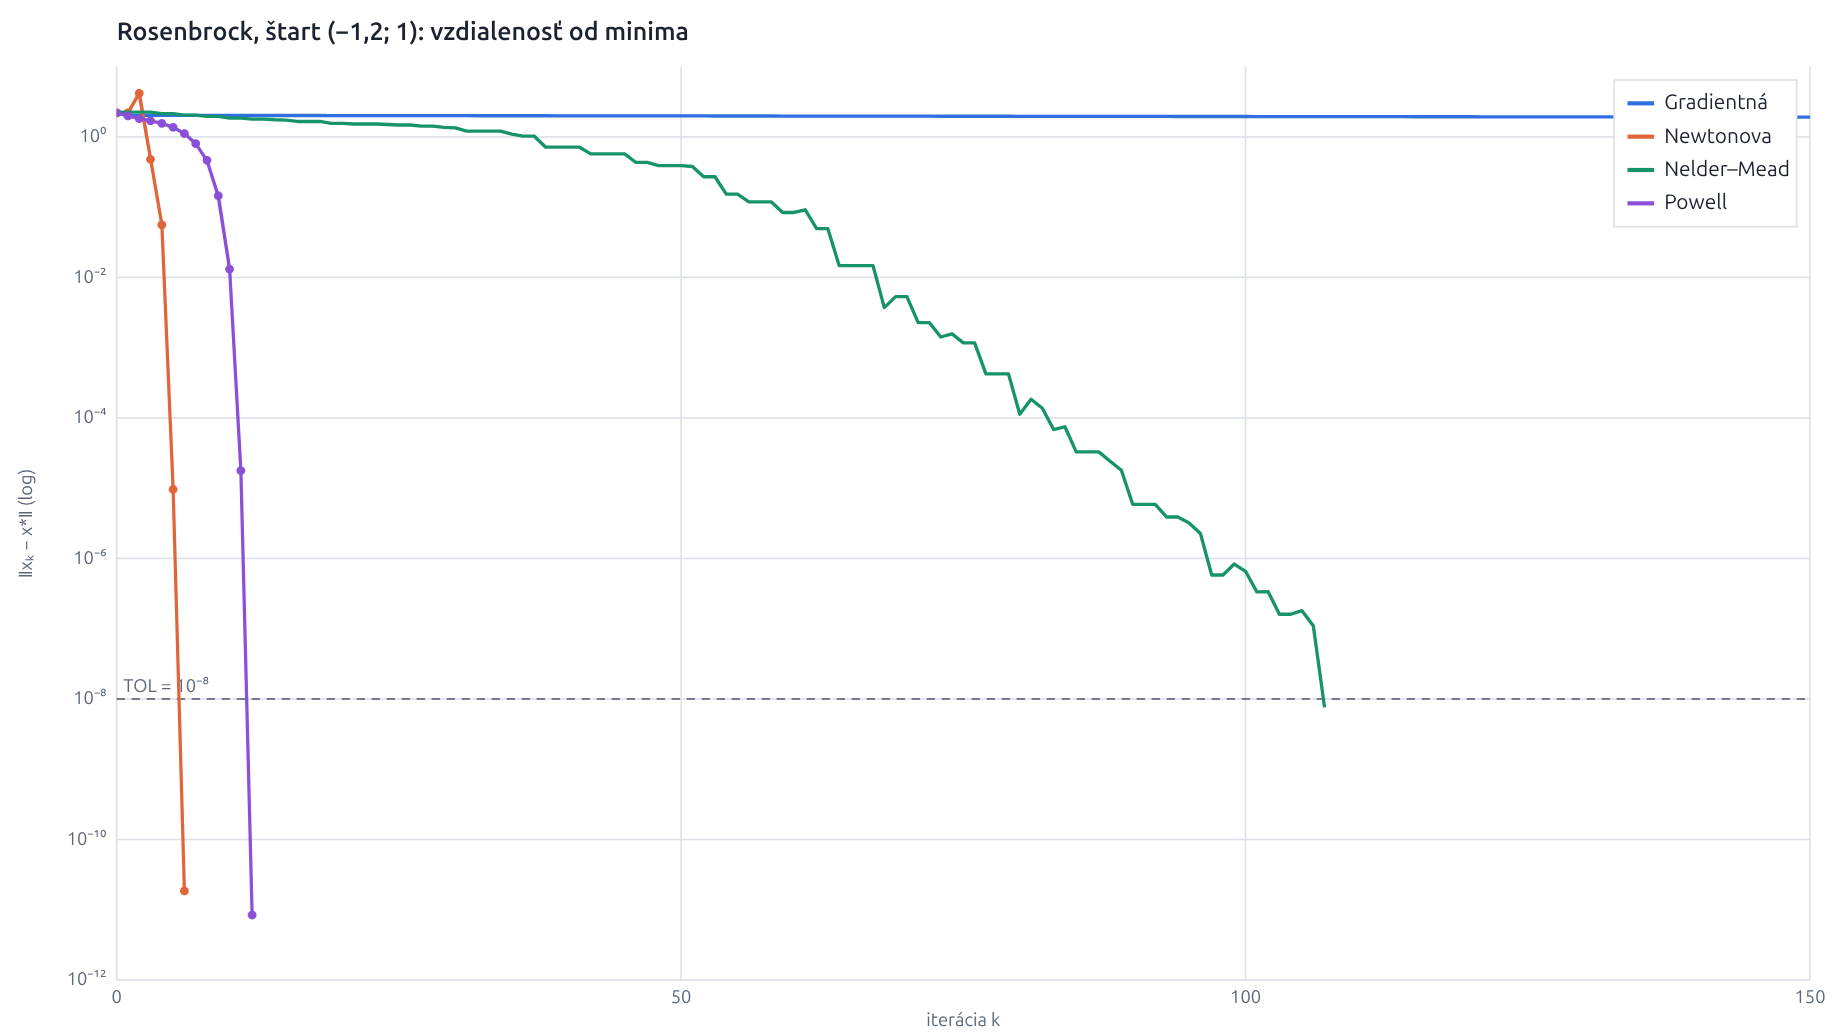 Rosenbrock, štart (−1,2; 1): vzdialenosť od minima
Gradientná
Newtonova
Nelder–Mead
Powell
10⁰
10⁻²
10⁻⁴
10⁻⁶
10⁻⁸
10⁻¹⁰
10⁻¹²
TOL = 10⁻⁸
‖xₖ − x*‖ (log)
0
50
100
150
iterácia k